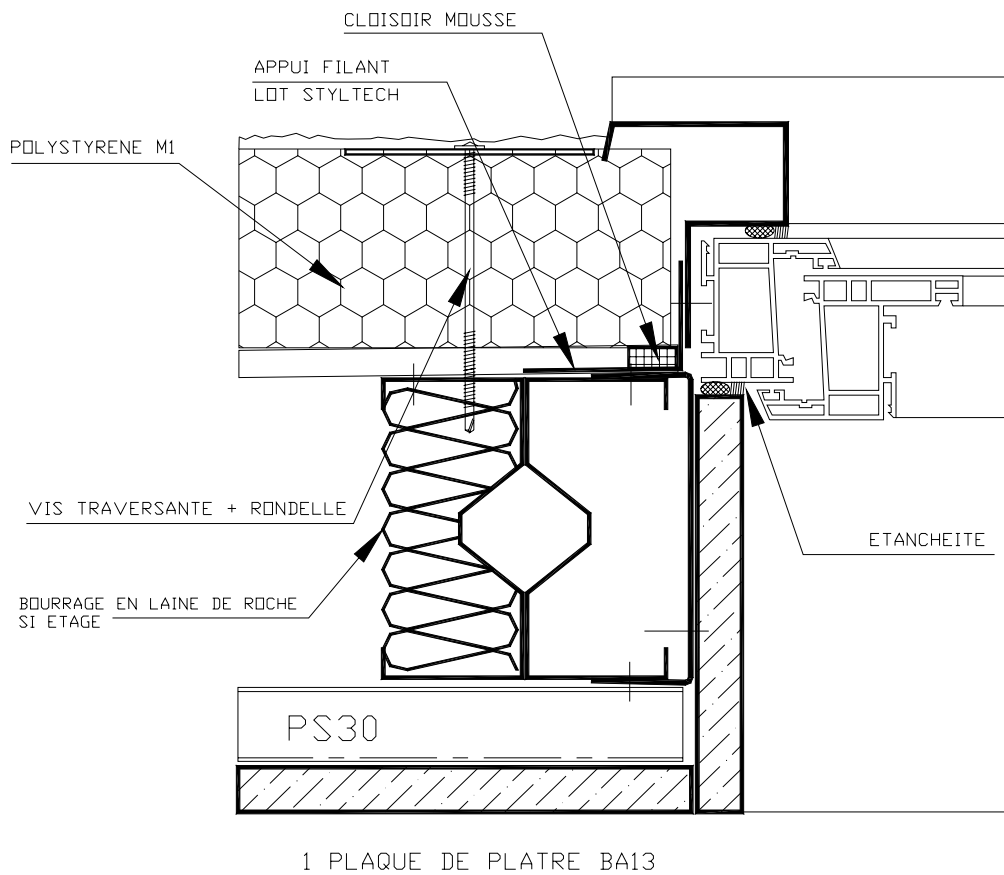 CLOISOIR MOUSSE
APPUI FILANT
LOT STYLTECH
POLYSTYRENE M1
VIS TRAVERSANTE + RONDELLE
ETANCHEITE
BOURRAGE EN LAINE DE ROCHE
SI ETAGE
PS30
1 PLAQUE DE PLATRE BA13